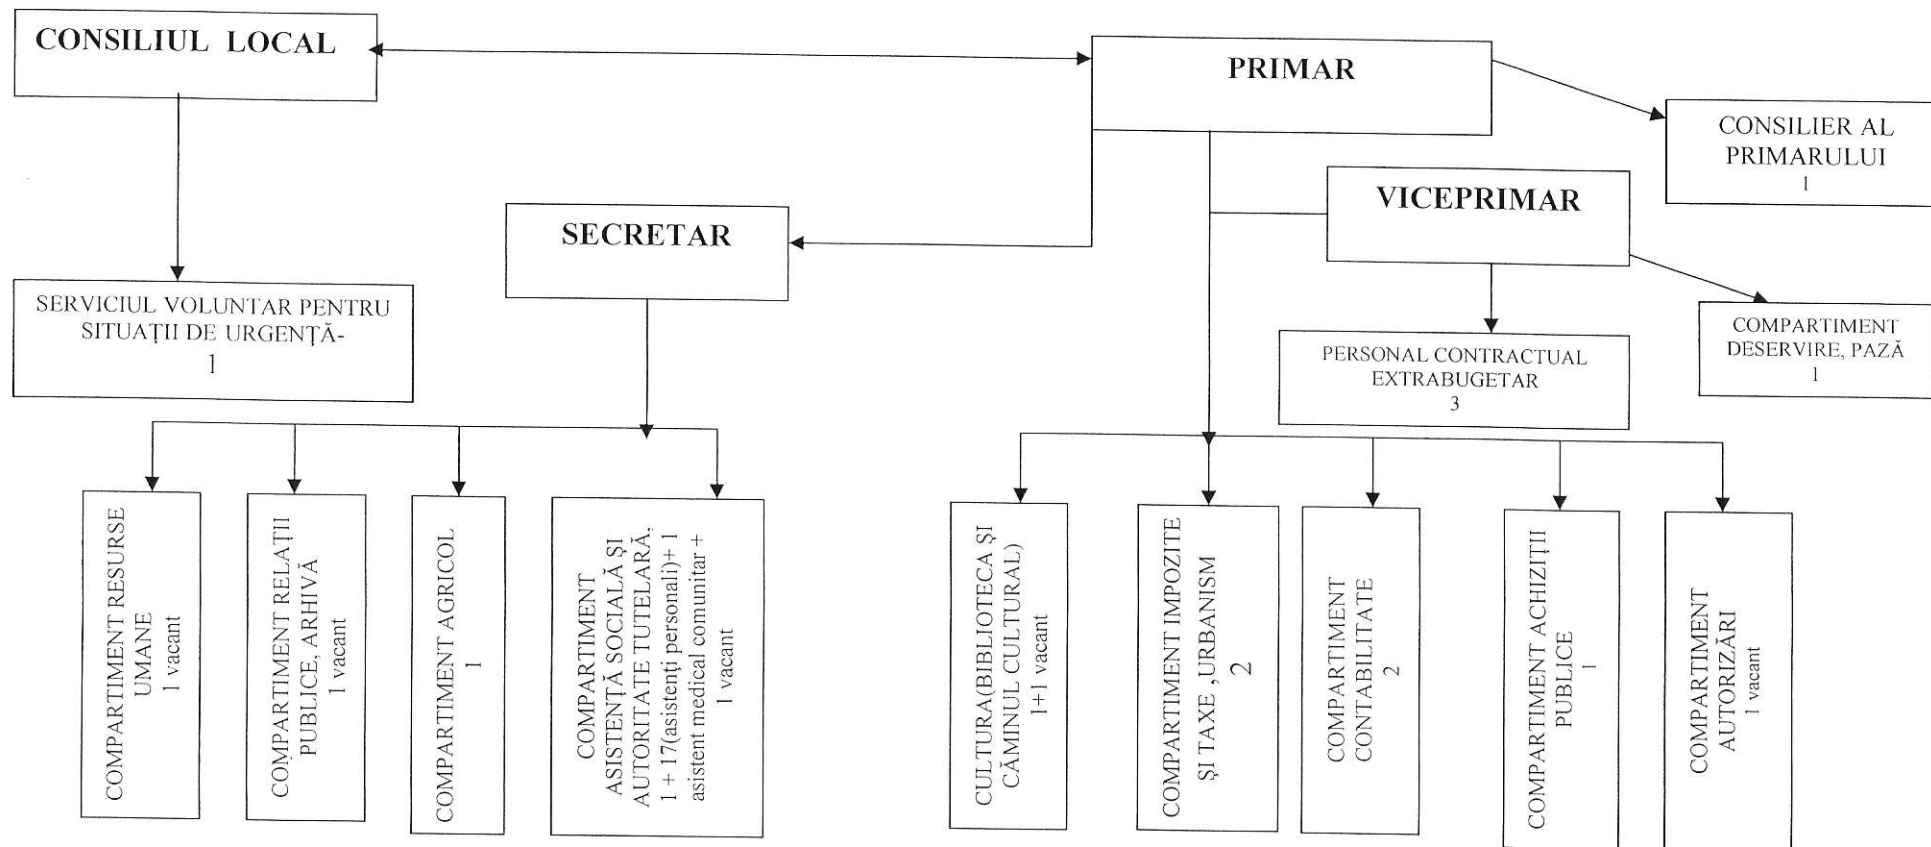 CONSILIUL LOCAL
PRIMAR
CONSILIER AL
PRIMARULUI
1
VICEPRIMAR
SECRETAR
SERVICIUL VOLUNTAR PENTRU
SITUAȚII DE URGENȚĂ-
1
PERSONAL CONTRACTUAL
EXTRABUGETAR
3
COMPARTIMENT
DESERVIRE, PAZĂ
1
COMPARTIMENT RESURSE
UMANE
1 vacant
COMPARTIMENT RELAȚII
PUBLICE, ARHIVĂ
1 vacant
COMPARTIMENT AGRICOL
1
COMPARTIMENT
ASISTENȚĂ SOCIALĂ ȘI
AUTORITATE TUTELARĂ,
1 + 17(asistenți personali)+ 1
asistent medical comunitar +
1 vacant
CULTURA(BIBLIOTECA ȘI
CĂMINUL CULTURAL)
1+1 vacant
COMPARTIMENT IMPOZITE
ȘI TAXE ,URBANISM
2
COMPARTIMENT
CONTABILITATE
2
COMPARTIMENT ACHIZIȚII
PUBLICE
1
COMPARTIMENT
AUTORIZĂRI
1 vacant